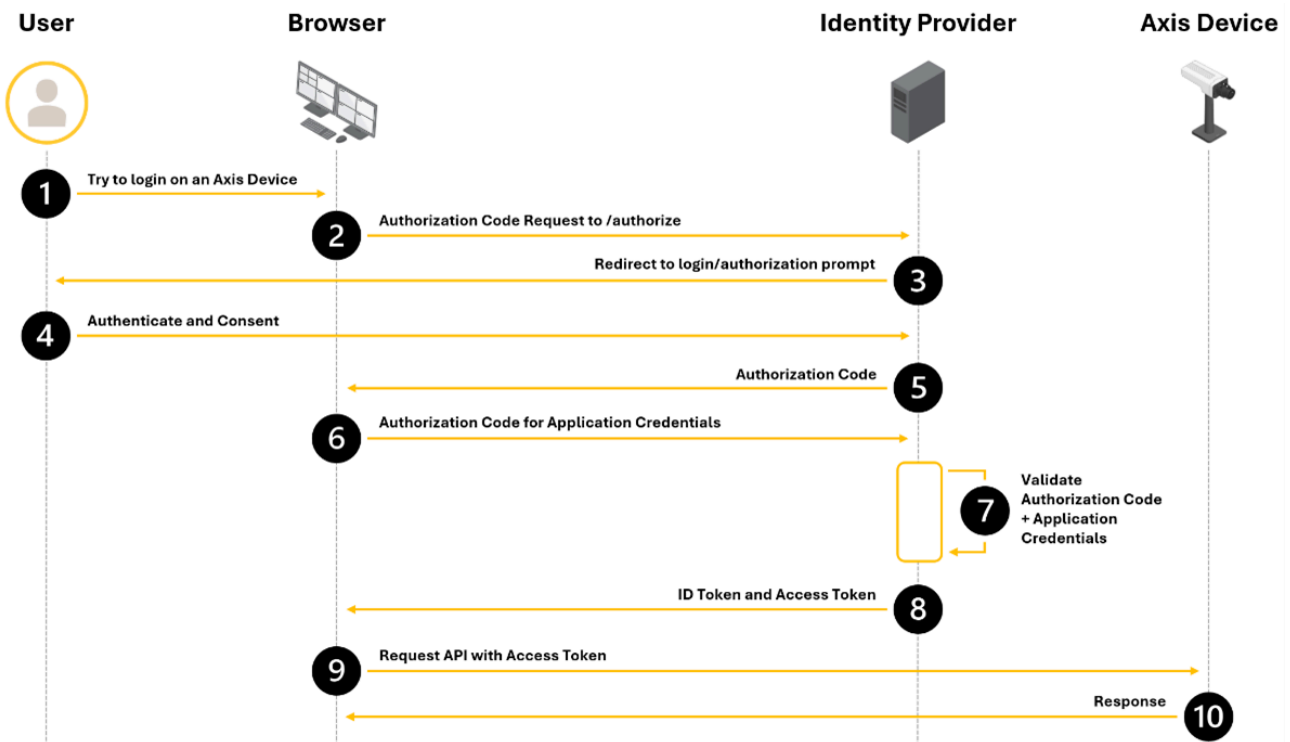 User
Browser
Identity Provider
Axis Device
1
Try to login on an Axis Device
2
Authorization Code Request to /authorize
Redirect to login/authorization prompt
3
4
Authenticate and Consent
Authorization Code
5
6
Authorization Code for Application Credentials
7
Validate
Authorization Code
+ Application
Credentials
ID Token and Access Token
8
9
Request API with Access Token
Response
10